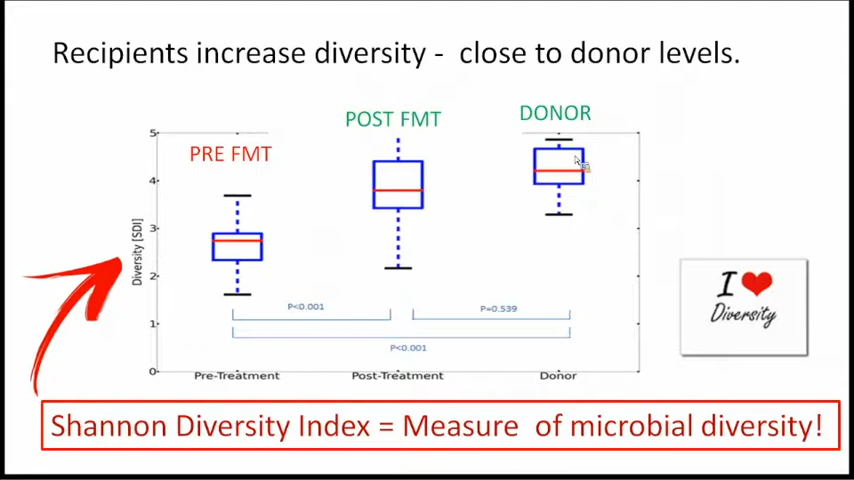 Recipients increase diversity - close to donor levels.
PRE FMT
POST FMT
DONOR
5
4
3
2
1
0
Diversity [SDI]
P<0.001
P=0.539
P<0.001
Pre-Treatment
Post-Treatment
Donor
I ❤
Diversity
Shannon Diversity Index = Measure of microbial diversity!